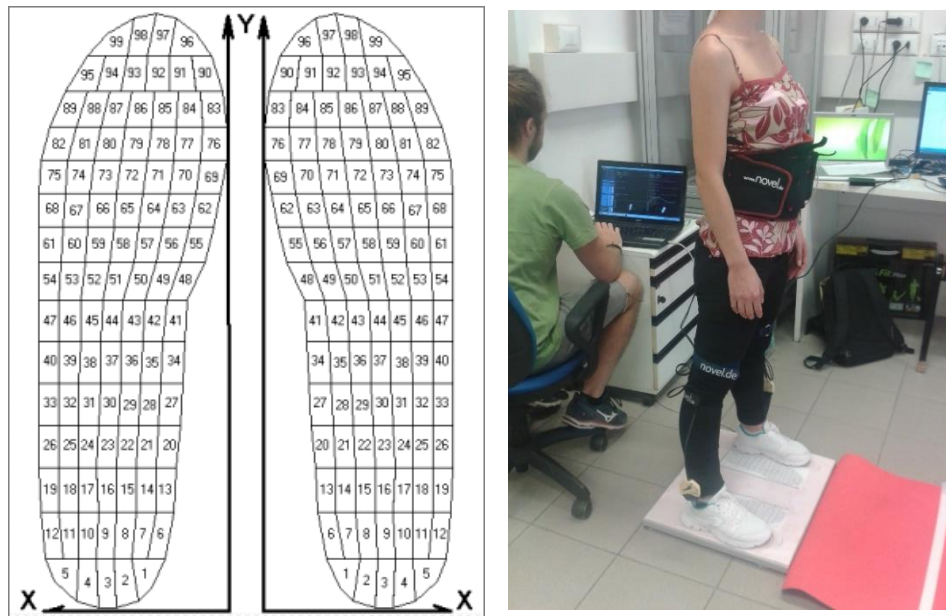 99 98 97 96 96 97 98 99
Y
95 94 93 92 91 90 90 91 92 93 94 95
89 88 87 86 85 84 83 83 84 85 86 87 88 89
82 81 80 79 78 77 76 76 77 78 79 80 81 82
75 74 73 72 71 70 69 69 70 71 72 73 74 75
68 67 66 65 64 63 62 62 63 64 65 66 67 68
61 60 59 58 57 56 55 55 56 57 58 59 60 61
54 53 52 51 50 49 48 48 49 50 51 52 53 54
47 46 45 44 43 42 41 41 42 43 44 45 46 47
40 39 38 37 36 35 34 34 35 36 37 38 39 40
33 32 31 30 29 28 27 27 28 29 30 31 32 33
26 25 24 23 22 21 20 20 21 22 23 24 25 26
19 18 17 16 15 14 13 13 14 15 16 17 18 19
12 11 10 9 8 7 6 6 7 8 9 10 11 12
5 4 3 2 1 1 2 3 4 5
X X
www.novel.de
novel.de